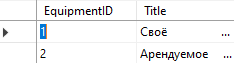 EquipmentID Title
1 Своё ...
2 Арендуемое ...